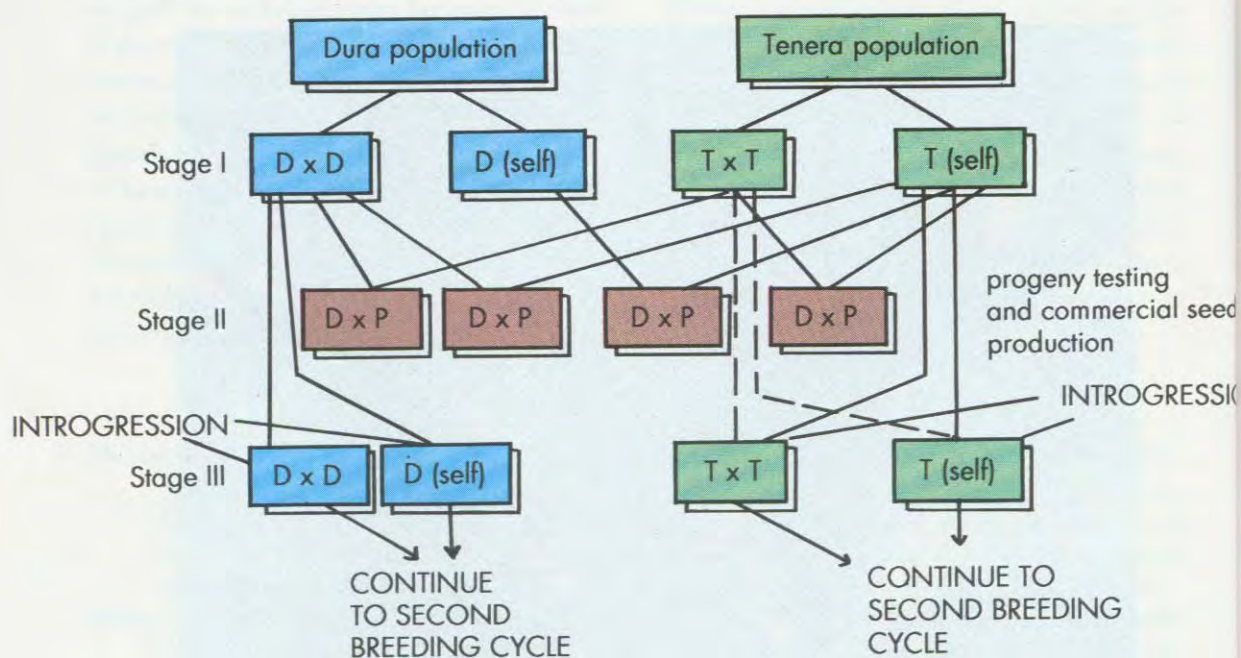 Dura population
Tenera population
Stage I
D x D
D (self)
T x T
T (self)
Stage II
D x P
D x P
D x P
D x P
progeny testing
and commercial seed
production
INTROGRESSION
INTROGRESSIO
Stage III
D x D
D (self)
T x T
T (self)
CONTINUE
TO SECOND
BREEDING CYCLE
CONTINUE TO
SECOND BREEDING
CYCLE